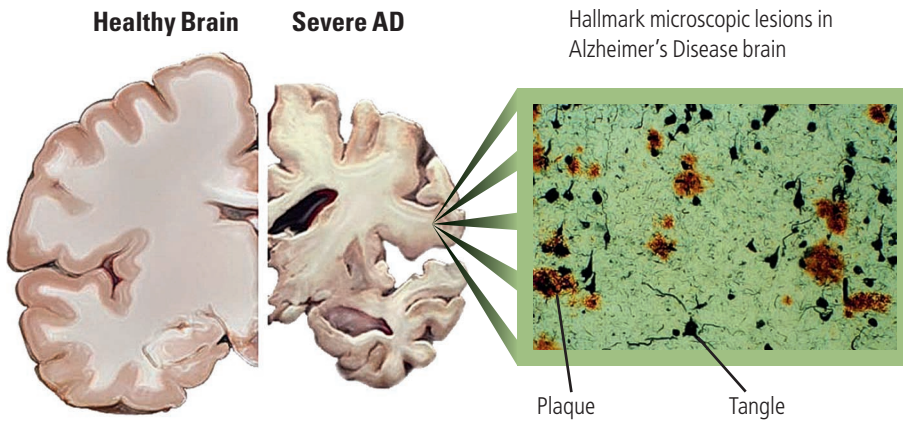 Healthy Brain
Severe AD
Hallmark microscopic lesions in
Alzheimer’s Disease brain
Plaque
Tangle